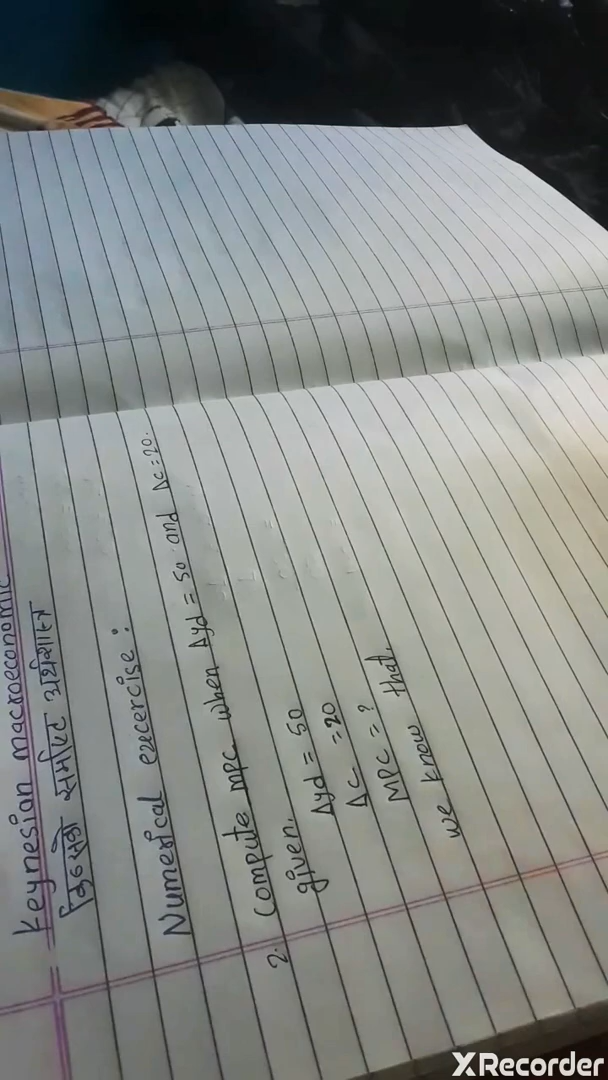 Keynesian macroeconomic
किन्सको समष्टि अर्थशास्त्र
Numerical excercise:
2. Compute MPC when Δyd = 50 and Δc = 20.
given,
Δyd = 50
Δc = 20
MPC = ?
we know that,
XRecorder